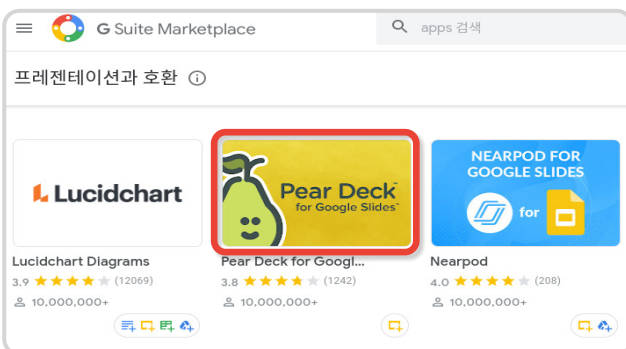 G Suite Marketplace
apps 검색
프레젠테이션과 호환
Lucidchart
Pear Deck™
for Google Slides™
NEARPOD FOR
GOOGLE SLIDES
for
Lucidchart Diagrams
3.9 ★★★★★ (12069)
10,000,000+
Pear Deck for Googl...
3.8 ★★★★★ (1242)
10,000,000+
Nearpod
4.0 ★★★★★ (208)
10,000,000+